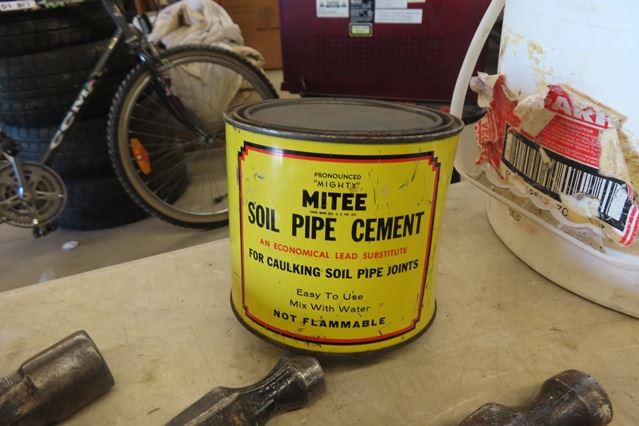 PRONOUNCED
"MIGHTY"
MITEE
SOIL PIPE CEMENT
AN ECONOMICAL LEAD SUBSTITUTE
FOR CAULKING SOIL PIPE JOINTS
Easy To Use
Mix With Water
NOT FLAMMABLE
CCM